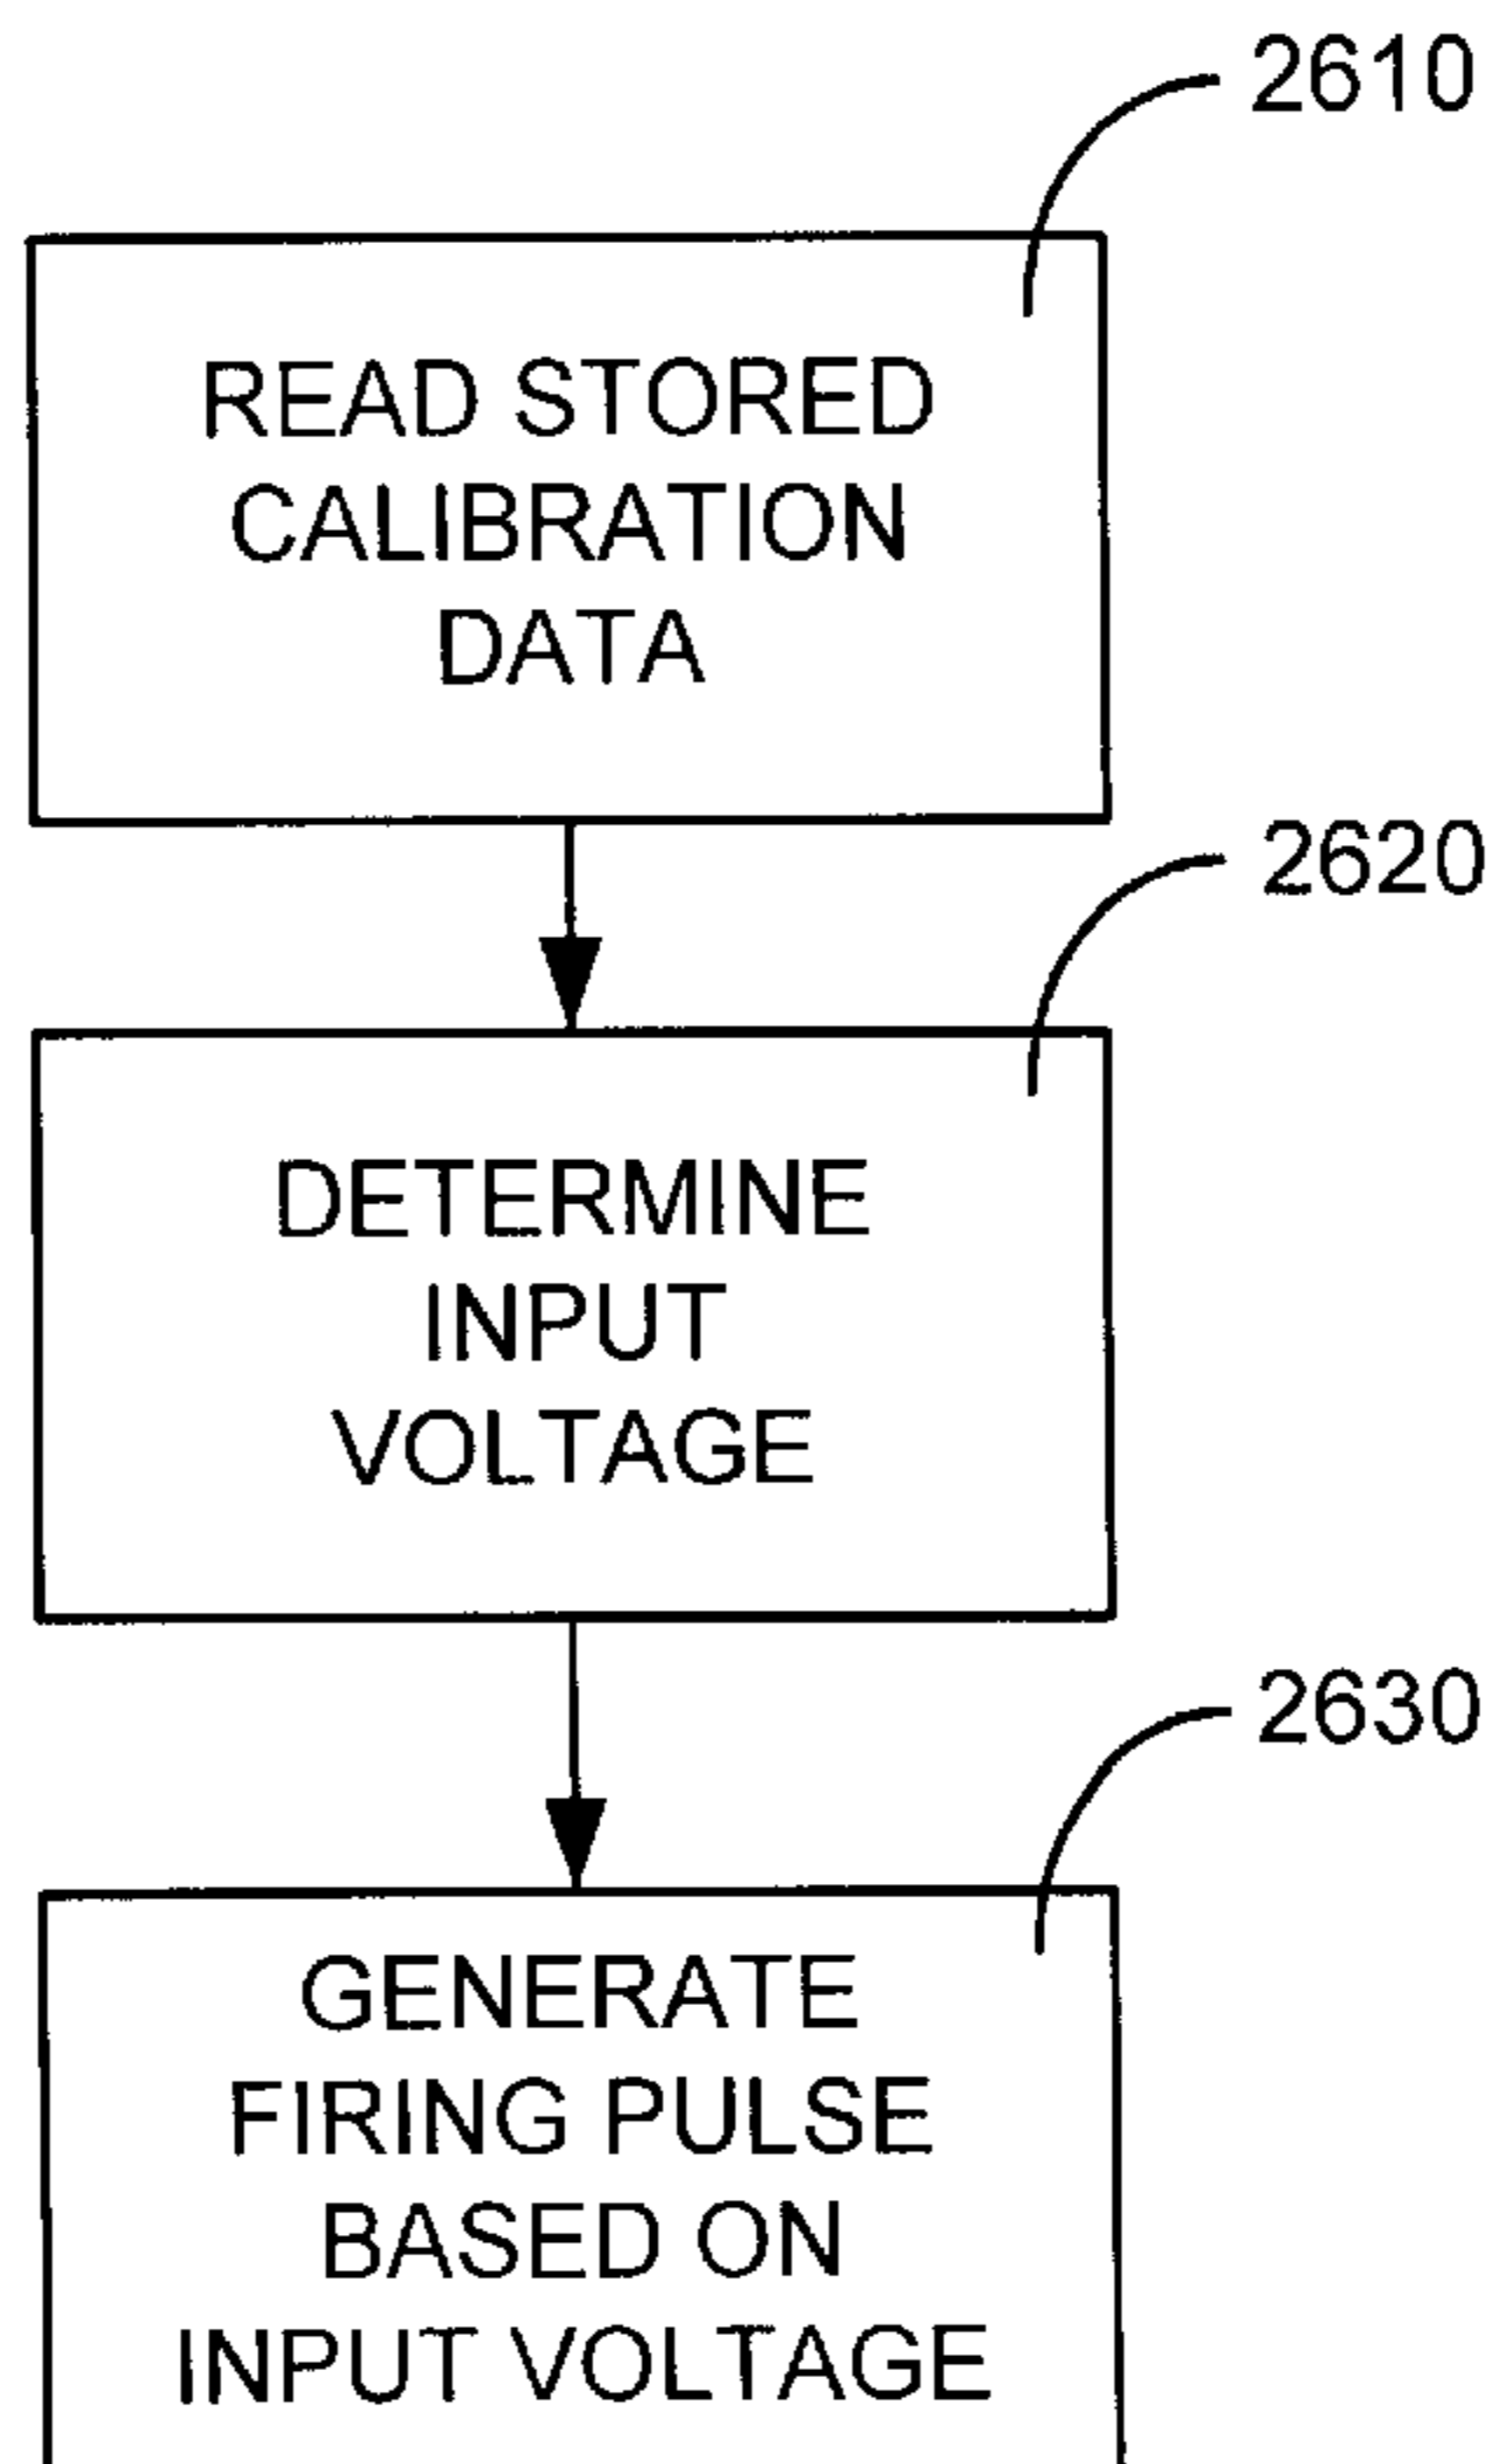 2610
READ STORED
CALIBRATION
DATA
2620
DETERMINE
INPUT
VOLTAGE
2630
GENERATE
FIRING PULSE
BASED ON
INPUT VOLTAGE